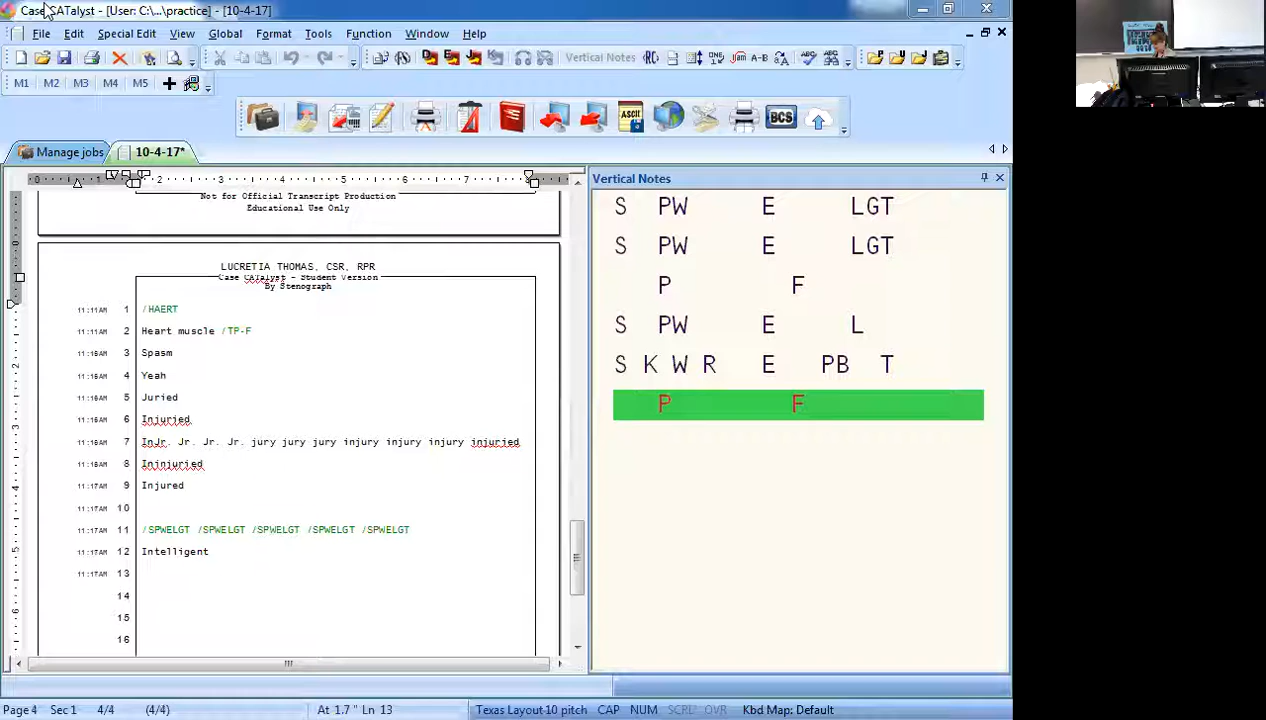 Case CATalyst - [User: C:\...\practice] - [10-4-17]
File Edit Special Edit View Global Format Tools Function Window Help
Vertical Notes
M1 M2 M3 M4 M5
ASCII BCS
Manage jobs 10-4-17*
Vertical Notes
Not for Official Transcript Production
Educational Use Only
LUCRETIA THOMAS, CSR, RPR
Case CATalyst - Student Version
By Stenograph
11:11AM 1 /HAERT
11:11AM 2 Heart muscle /TP-F
11:16AM 3 Spasm
11:16AM 4 Yeah
11:16AM 5 Juried
11:16AM 6 Injuried
11:16AM 7 InJr. Jr. Jr. Jr. jury jury jury injury injury injury injuried
11:16AM 8 Ininjuried
11:17AM 9 Injured
11:17AM 10
11:17AM 11 /SPWELGT /SPWELGT /SPWELGT /SPWELGT /SPWELGT
11:17AM 12 Intelligent
11:17AM 13
14
15
16
S PW E LGT
S PW E LGT
P F
S PW E L
S K W R E PB T
P F
Page 4 Sec 1 4/4 (4/4) At 1.7" Ln 13 Texas Layout-10 pitch CAP NUM SCRL OVR Kbd Map: Default